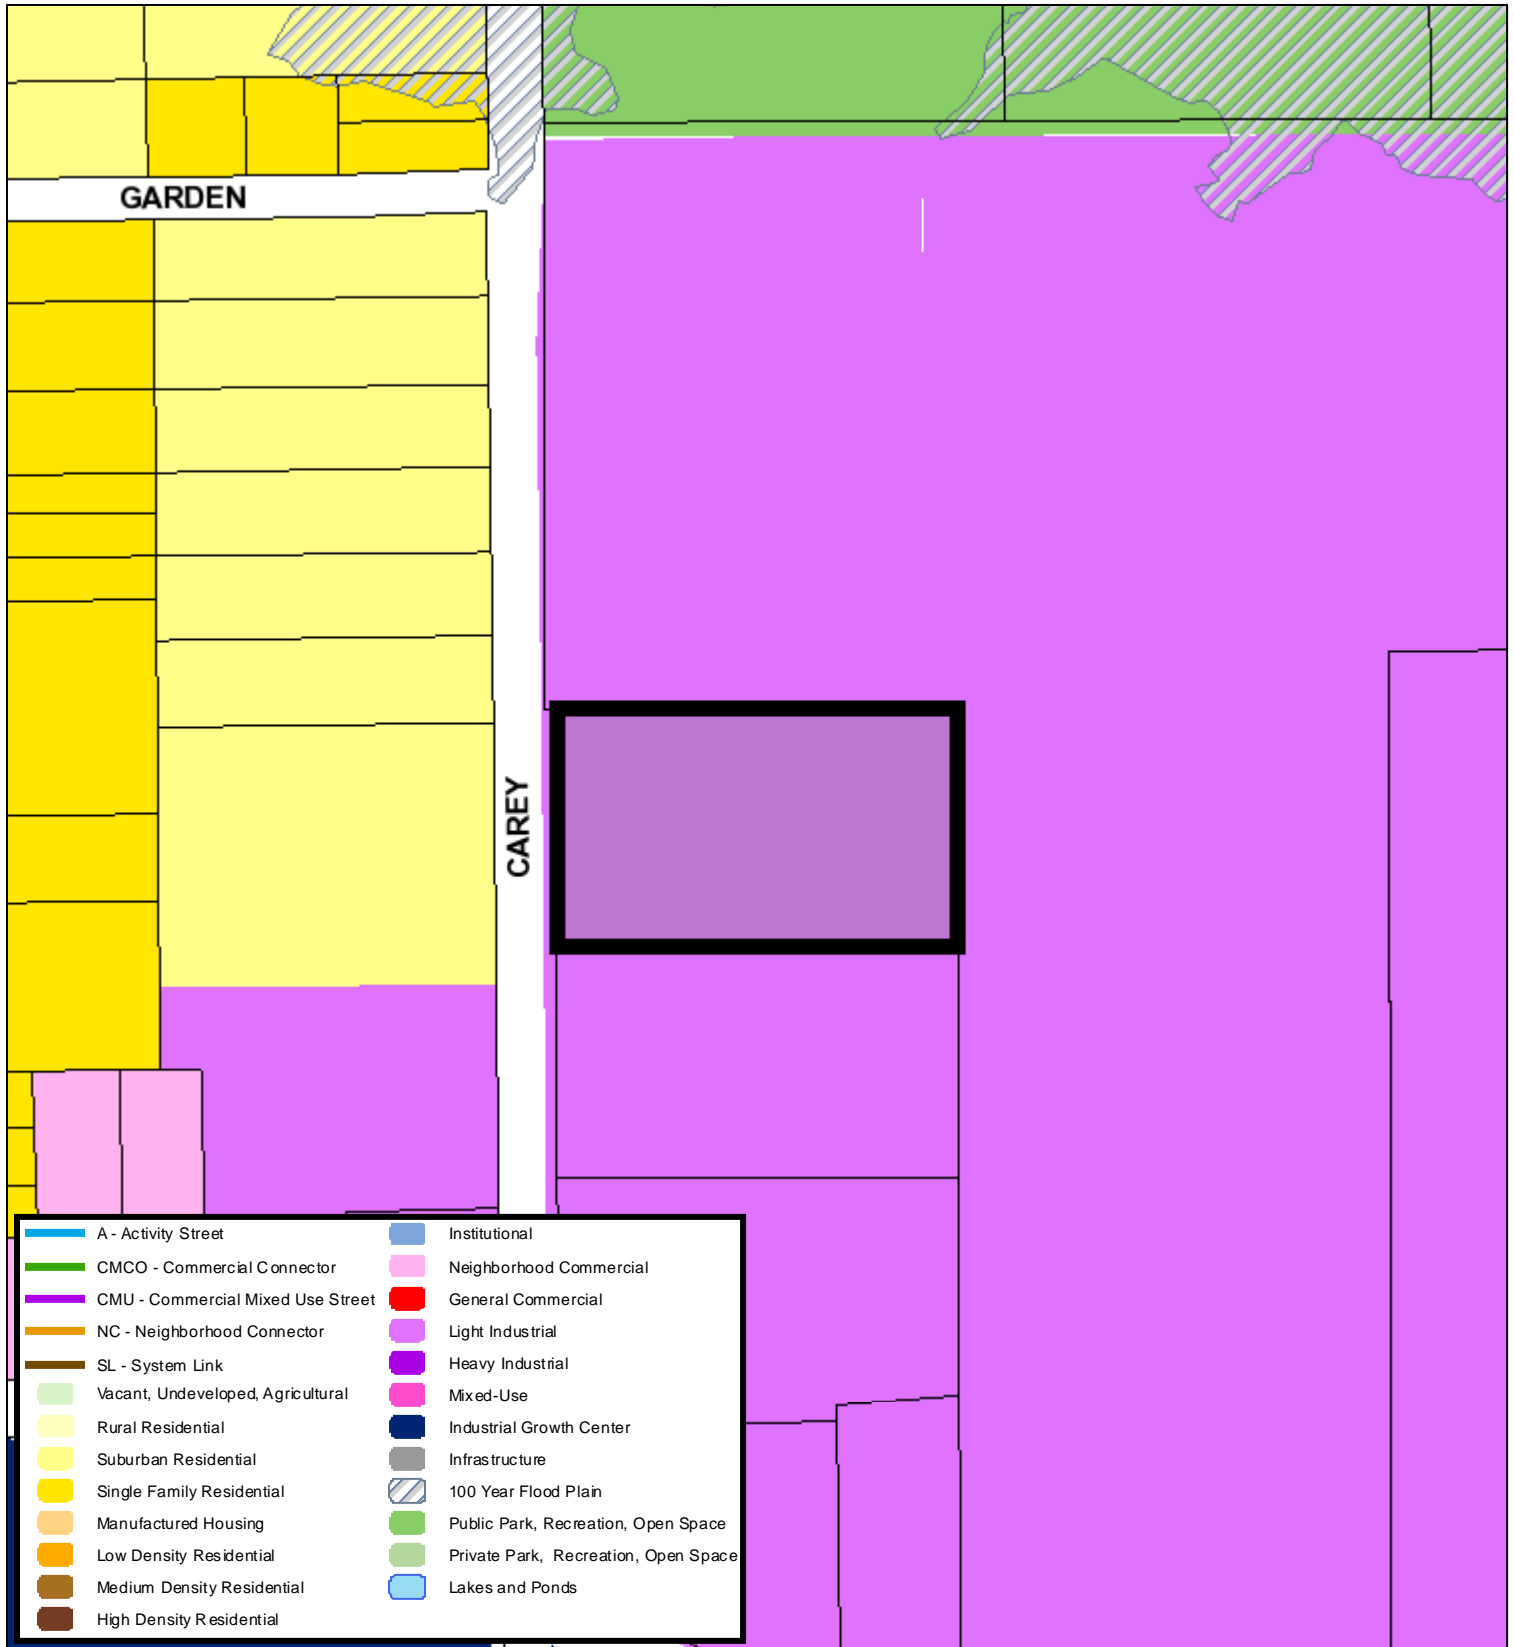 GARDEN
CAREY
A - Activity Street
CMCO - Commercial Connector
CMU - Commercial Mixed Use Street
NC - Neighborhood Connector
SL - System Link
Vacant, Undeveloped, Agricultural
Rural Residential
Suburban Residential
Single Family Residential
Manufactured Housing
Low Density Residential
Medium Density Residential
High Density Residential
Institutional
Neighborhood Commercial
General Commercial
Light Industrial
Heavy Industrial
Mixed-Use
Industrial Growth Center
Infrastructure
100 Year Flood Plain
Public Park, Recreation, Open Space
Private Park, Recreation, Open Space
Lakes and Ponds